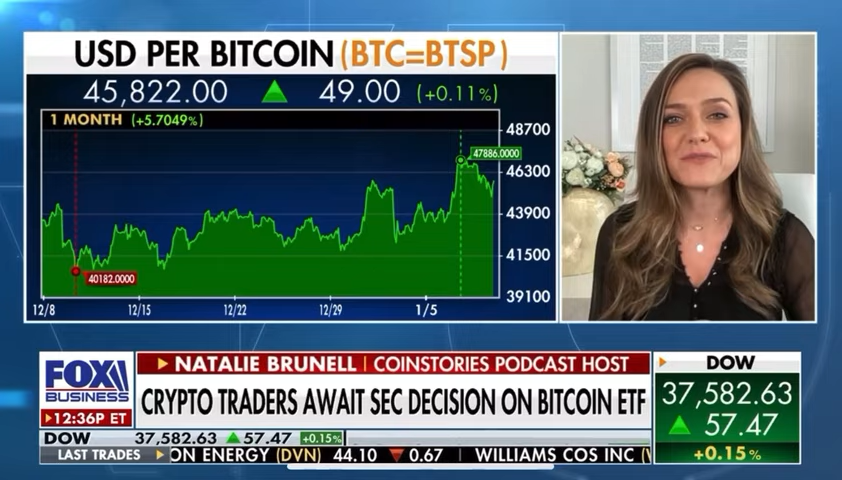 USD PER BITCOIN (BTC=BTSP)
45,822.00 49.00 (+0.11%)
1 MONTH (+5.7049%)
48700
47886.0000
46300
43900
41500
40182.0000
39100
12/8 12/15 12/22 12/29 1/5
FOX
BUSINESS
12:36P ET
NATALIE BRUNELL | COINSTORIES PODCAST HOST
CRYPTO TRADERS AWAIT SEC DECISION ON BITCOIN ETF
DOW
37,582.63
57.47
+0.15%
DOW 37,582.63 57.47 +0.15%
LAST TRADES ON ENERGY (DVN) 44.10 0.67 | WILLIAMS COS INC (